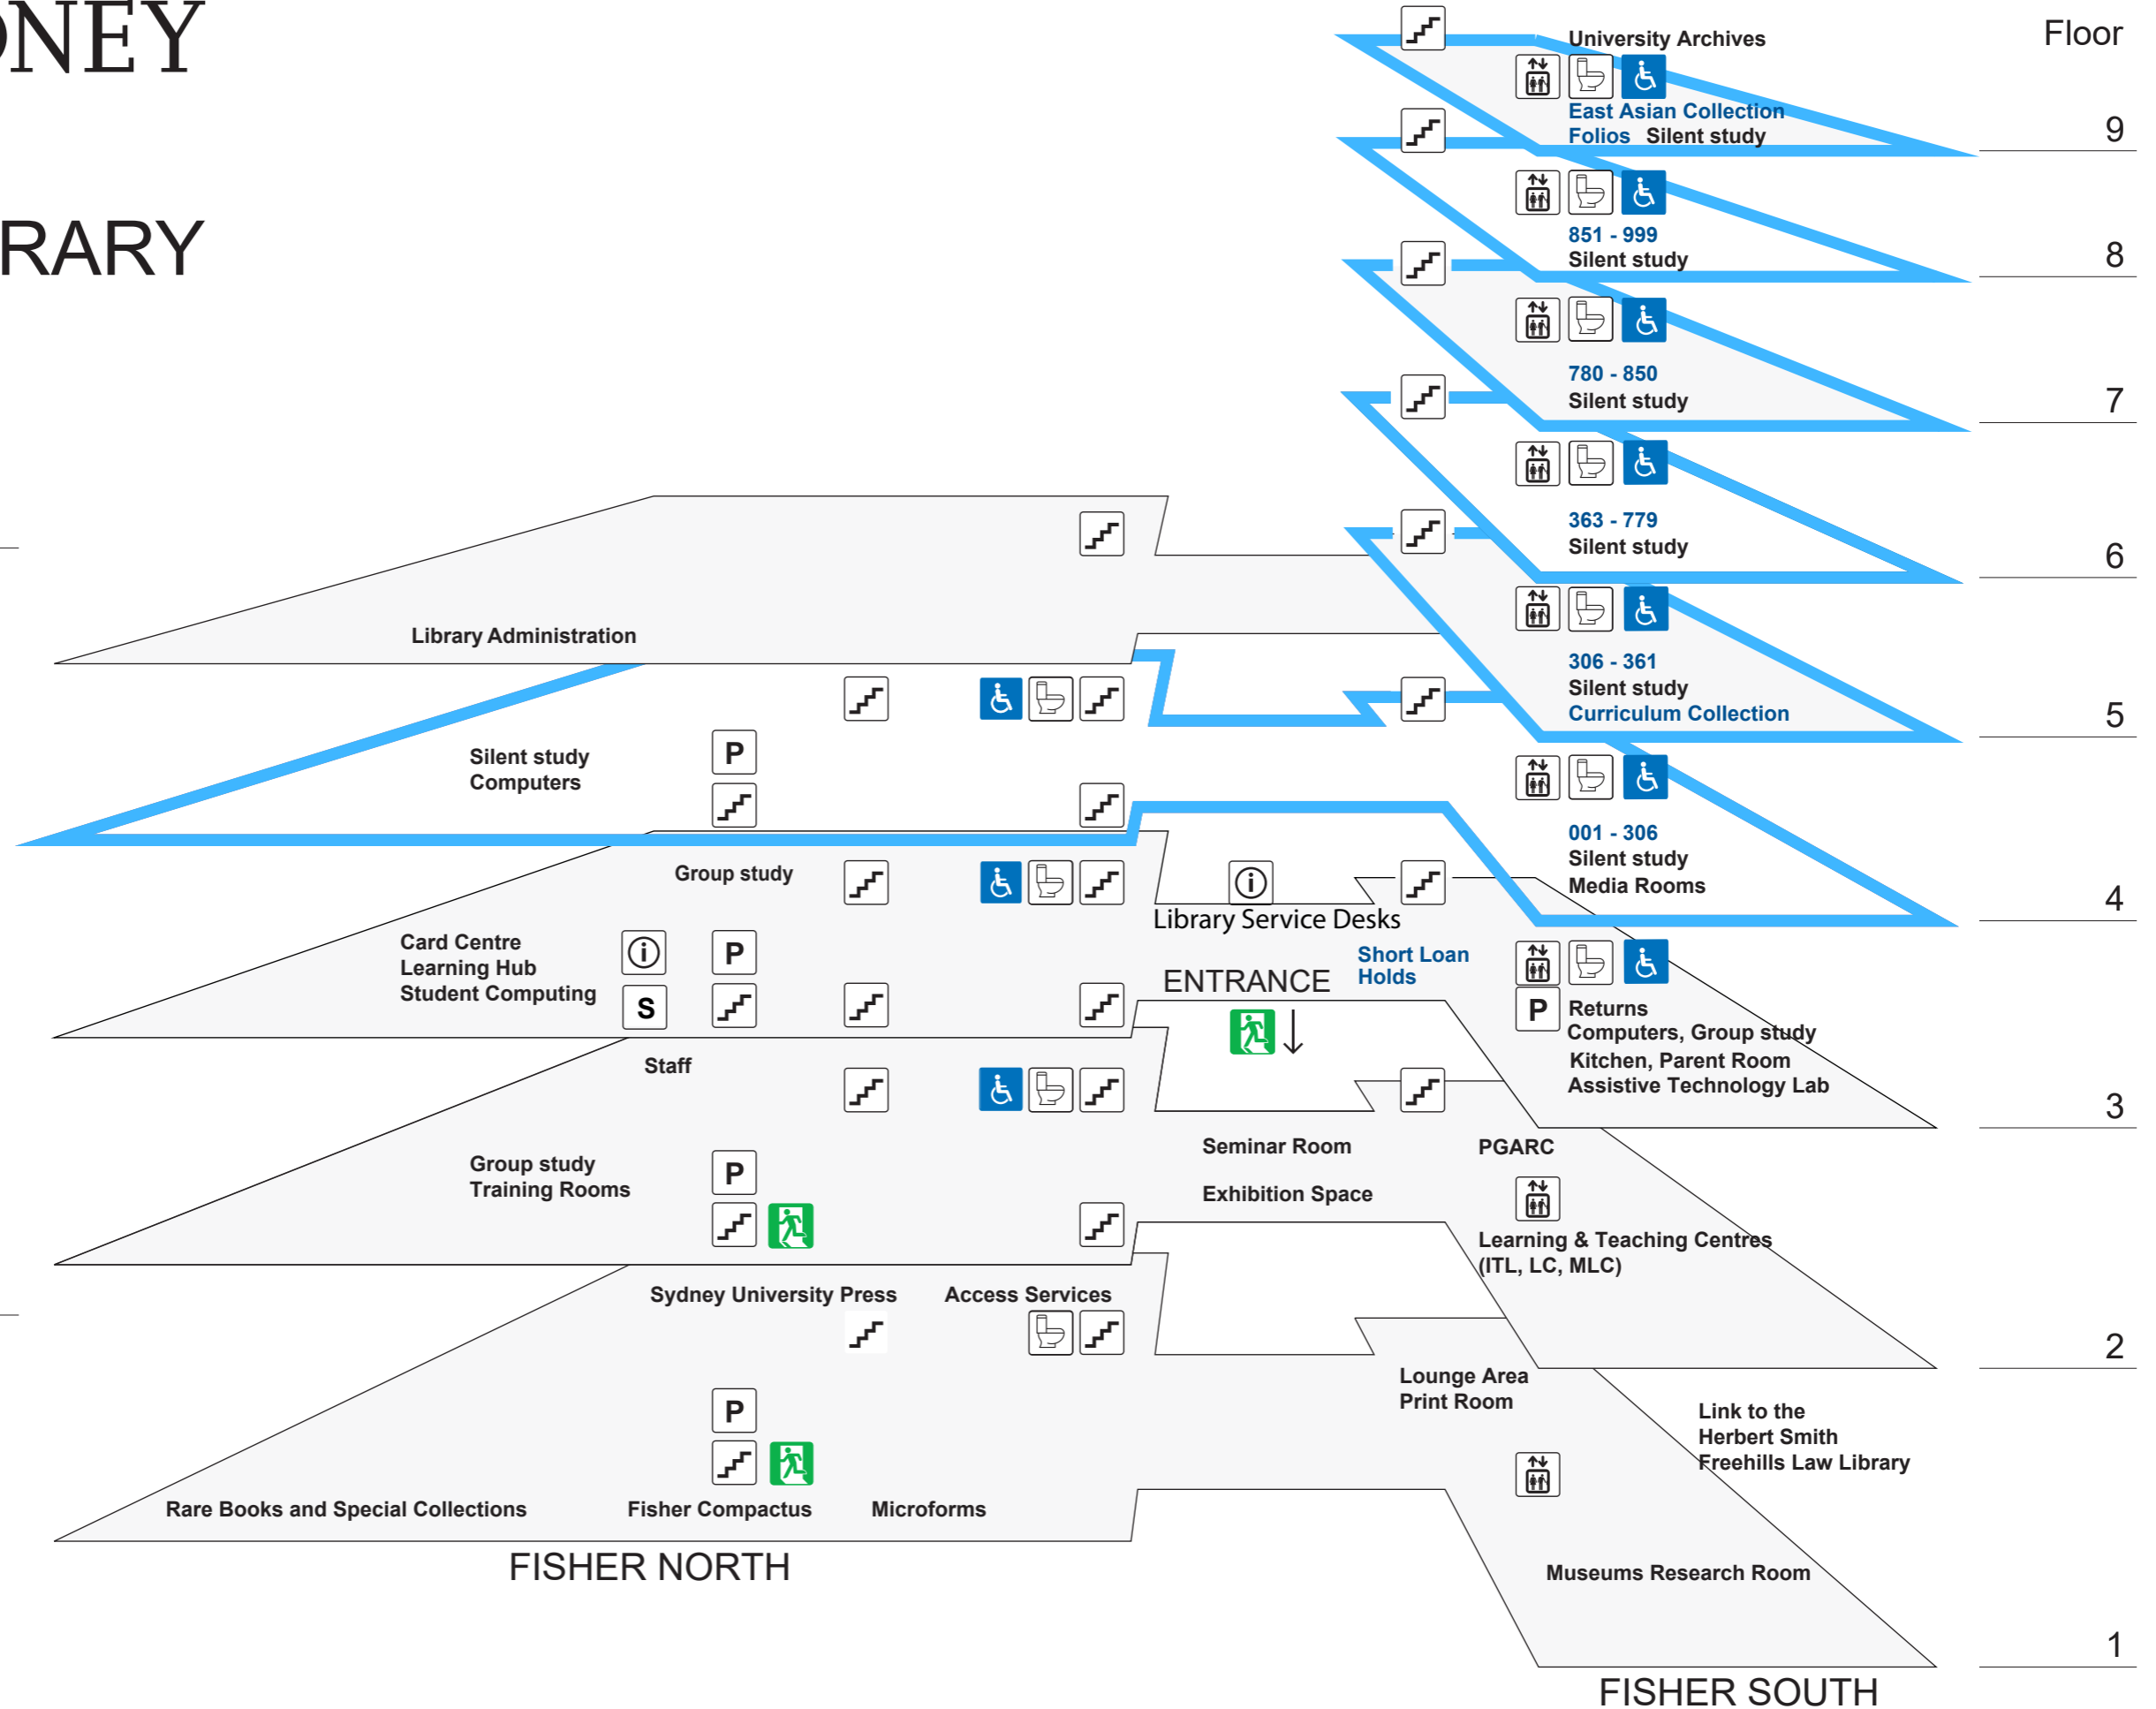 DNEY
RARY
Floor
University Archives
East Asian Collection
Folios Silent study
9
851 - 999
Silent study
8
780 - 850
Silent study
7
363 - 779
Silent study
6
306 - 361
Silent study
Curriculum Collection
5
Library Administration
Silent study
Computers
P
001 - 306
Silent study
Media Rooms
4
Group study
Library Service Desks
Card Centre
Learning Hub
Student Computing
i
S
P
i
ENTRANCE
Short Loan
Holds
P
Returns
Computers, Group study
Kitchen, Parent Room
Assistive Technology Lab
3
Staff
Group study
Training Rooms
P
Seminar Room
Exhibition Space
PGARC
Learning & Teaching Centres
(ITL, LC, MLC)
2
Sydney University Press
Access Services
P
Lounge Area
Print Room
Link to the
Herbert Smith
Freehills Law Library
Rare Books and Special Collections
Fisher Compactus
Microforms
Museums Research Room
1
FISHER NORTH
FISHER SOUTH